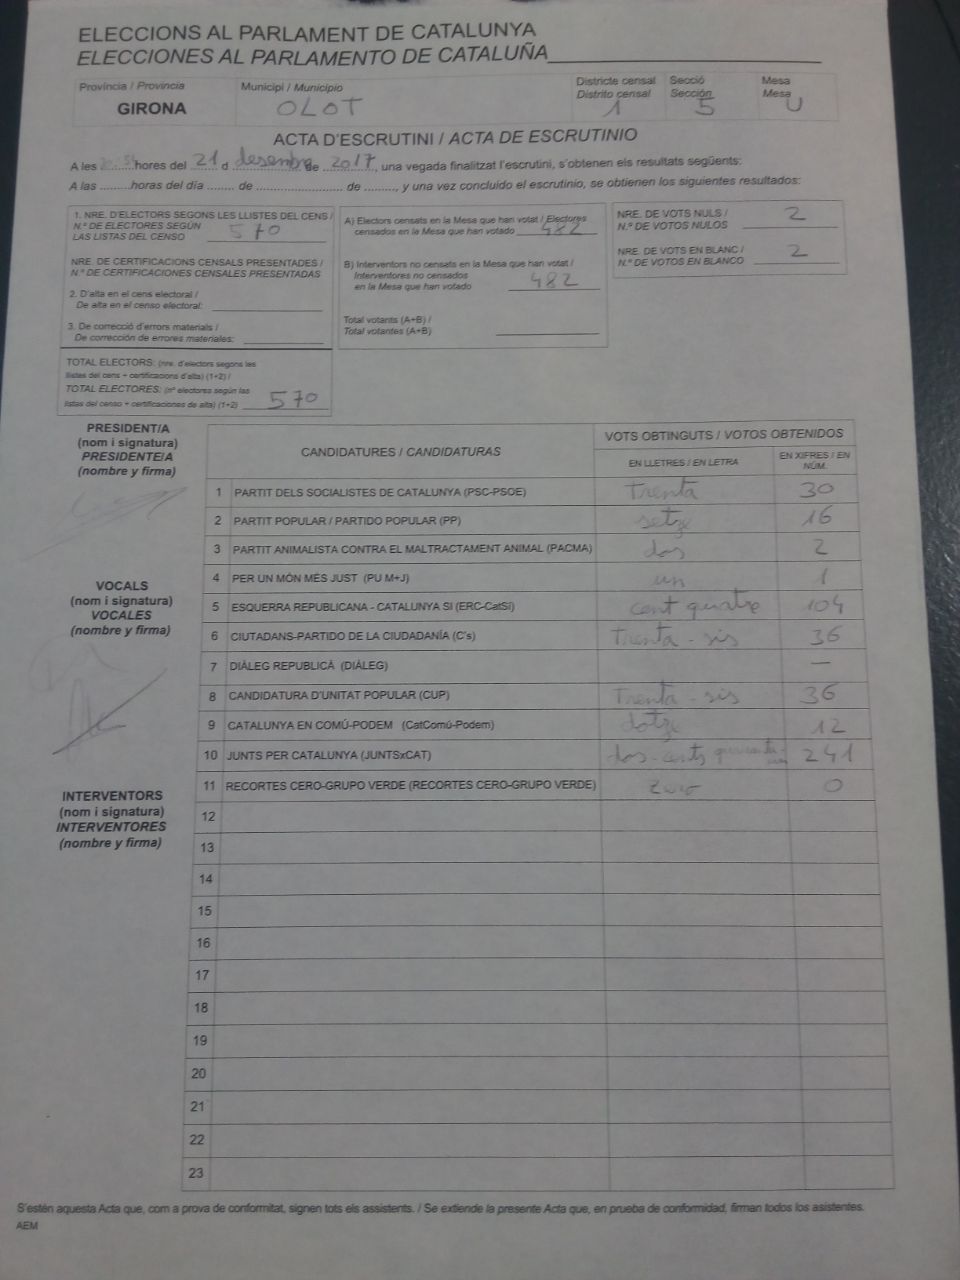 ELECCIONS AL PARLAMENT DE CATALUNYA
ELECCIONES AL PARLAMENTO DE CATALUÑA
Província / Provincia
GIRONA
Municipi / Municipio
OLOT
Districte censal
Distrito censal
1
Secció
Sección
5
Mesa
Mesa
U
ACTA D'ESCRUTINI / ACTA DE ESCRUTINIO
A les ........ hores del 21 d desembre de 2017, una vegada finalitzat l'escrutini, s'obtenen els resultats següents:
A las ......... horas del día ....... de ....................... de ........, y una vez concluido el escrutinio, se obtienen los siguientes resultados:
1. NRE. D'ELECTORS SEGONS LES LLISTES DEL CENS /
N.º DE ELECTORES SEGÚN
LAS LISTAS DEL CENSO 570
NRE. DE CERTIFICACIONS CENSALS PRESENTADES /
N.º DE CERTIFICACIONES CENSALES PRESENTADAS
2. D'alta en el cens electoral /
De alta en el censo electoral:
3. De correcció d'errors materials /
De corrección de errores materiales:
TOTAL ELECTORS: (nre. d'electors segons les
llistes del cens + certificacions d'alta) (1+2) /
TOTAL ELECTORES: (nº electores según las
listas del censo + certificaciones de alta) (1+2) 570
A) Electors censats en la Mesa que han votat / Electores
censados en la Mesa que han votado 482
B) Interventors no censats en la Mesa que han votat /
Interventores no censados
en la Mesa que han votado 482
Total votants (A+B) /
Total votantes (A+B)
NRE. DE VOTS NULS /
N.º DE VOTOS NULOS 2
NRE. DE VOTS EN BLANC /
N.º DE VOTOS EN BLANCO 2
PRESIDENT/A
(nom i signatura)
PRESIDENTE/A
(nombre y firma)
VOCALS
(nom i signatura)
VOCALES
(nombre y firma)
INTERVENTORS
(nom i signatura)
INTERVENTORES
(nombre y firma)
CANDIDATURES / CANDIDATURAS
VOTS OBTINGUTS / VOTOS OBTENIDOS
EN LLETRES / EN LETRA
EN XIFRES / EN
NÚM.
1 PARTIT DELS SOCIALISTES DE CATALUNYA (PSC-PSOE) trenta 30
2 PARTIT POPULAR / PARTIDO POPULAR (PP) setze 16
3 PARTIT ANIMALISTA CONTRA EL MALTRACTAMENT ANIMAL (PACMA) dos 2
4 PER UN MÓN MÉS JUST (PU M+J) un 1
5 ESQUERRA REPUBLICANA - CATALUNYA SI (ERC-CatSí) cent quatre 104
6 CIUTADANS-PARTIDO DE LA CIUDADANÍA (C's) trenta-sis 36
7 DIÀLEG REPUBLICÀ (DIÀLEG) —
8 CANDIDATURA D'UNITAT POPULAR (CUP) trenta-sis 36
9 CATALUNYA EN COMÚ-PODEM (CatComú-Podem) dotze 12
10 JUNTS PER CATALUNYA (JUNTSxCAT) dos-cents quaranta-un 241
11 RECORTES CERO-GRUPO VERDE (RECORTES CERO-GRUPO VERDE) zero 0
12
13
14
15
16
17
18
19
20
21
22
23
S'estén aquesta Acta que, com a prova de conformitat, signen tots els assistents. / Se extiende la presente Acta que, en prueba de conformidad, firman todos los asistentes.
AEM